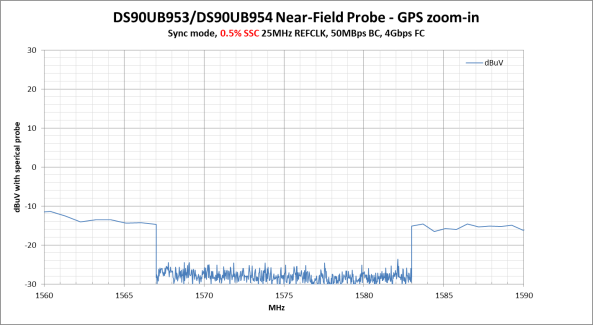 DS90UB953/DS90UB954 Near-Field Probe - GPS zoom-in
Sync mode, 0.5% SSC 25MHz REFCLK, 50MBps BC, 4Gbps FC
30
20
10
0
-10
-20
-30
dBuV with sperical probe
dBuV
1560
1565
1570
1575
1580
1585
1590
MHz